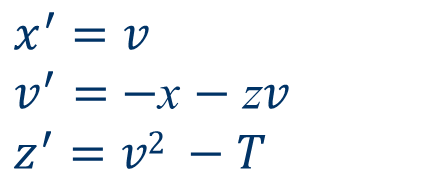 x′ = v
v′ = −x − zv
z′ = v² − T